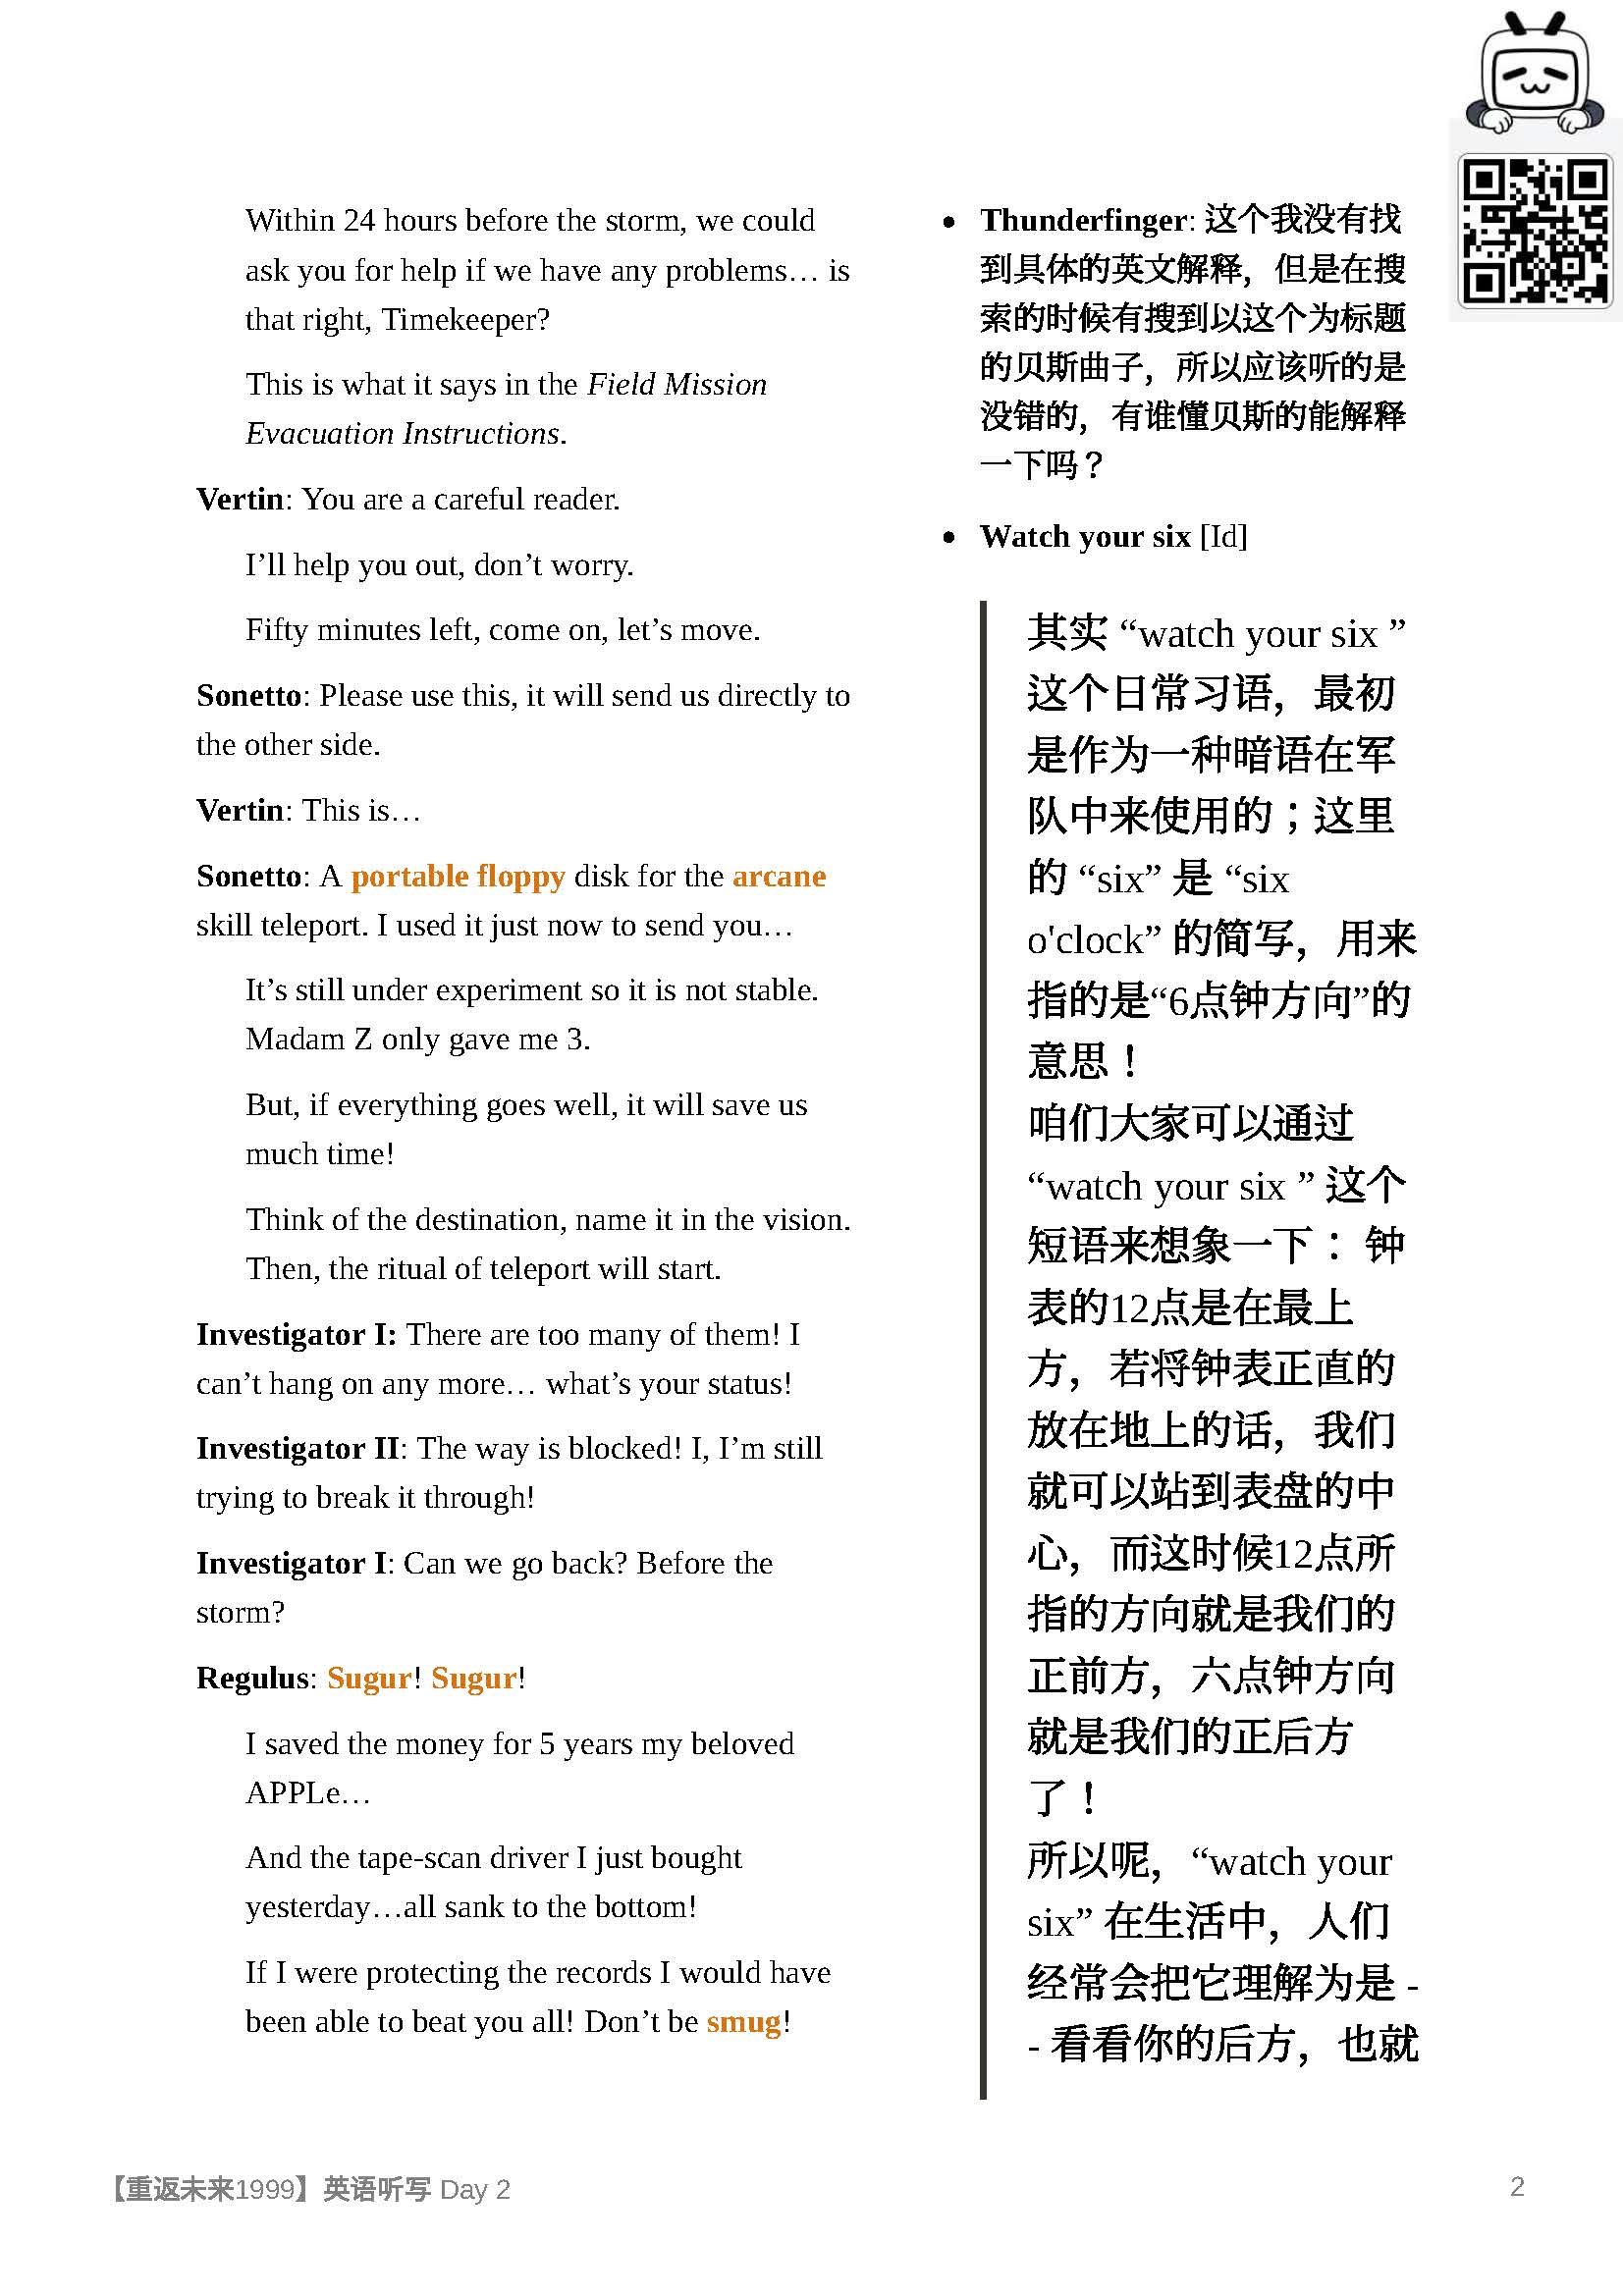 Within 24 hours before the storm, we could
ask you for help if we have any problems… is
that right, Timekeeper?
This is what it says in the Field Mission
Evacuation Instructions.
Vertin: You are a careful reader.
I’ll help you out, don’t worry.
Fifty minutes left, come on, let’s move.
Sonetto: Please use this, it will send us directly to
the other side.
Vertin: This is…
Sonetto: A portable floppy disk for the arcane
skill teleport. I used it just now to send you…
It’s still under experiment so it is not stable.
Madam Z only gave me 3.
But, if everything goes well, it will save us
much time!
Think of the destination, name it in the vision.
Then, the ritual of teleport will start.
Investigator I: There are too many of them! I
can’t hang on any more… what’s your status!
Investigator II: The way is blocked! I, I’m still
trying to break it through!
Investigator I: Can we go back? Before the
storm?
Regulus: Sugur! Sugur!
I saved the money for 5 years my beloved
APPLe…
And the tape-scan driver I just bought
yesterday…all sank to the bottom!
If I were protecting the records I would have
been able to beat you all! Don’t be smug!
• Thunderfinger: 这个我没有找
到具体的英文解释，但是在搜
索的时候有搜到以这个为标题
的贝斯曲子，所以应该听的是
没错的，有谁懂贝斯的能解释
一下吗？
• Watch your six [Id]
其实 “watch your six ”
这个日常习语，最初
是作为一种暗语在军
队中来使用的；这里
的 “six” 是 “six
o'clock” 的简写，用来
指的是“6点钟方向”的
意思！
咱们大家可以通过
“watch your six ” 这个
短语来想象一下： 钟
表的12点是在最上
方，若将钟表正直的
放在地上的话，我们
就可以站到表盘的中
心，而这时候12点所
指的方向就是我们的
正前方，六点钟方向
就是我们的正后方
了！
所以呢，“watch your
six” 在生活中，人们
经常会把它理解为是 -
- 看看你的后方，也就
【重返未来1999】英语听写 Day 2
2